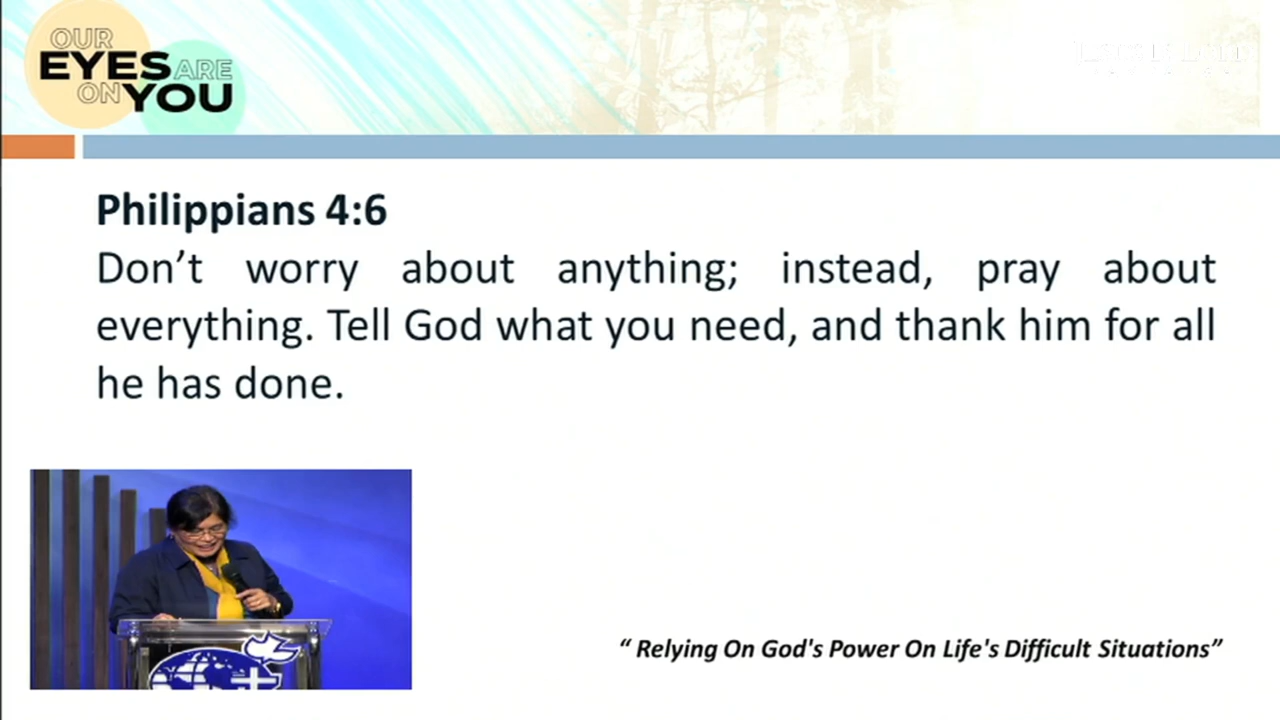 OUR
EYES ARE
ON YOU
Philippians 4:6
Don’t worry about anything; instead, pray about
everything. Tell God what you need, and thank him for all
he has done.
“ Relying On God's Power On Life's Difficult Situations”